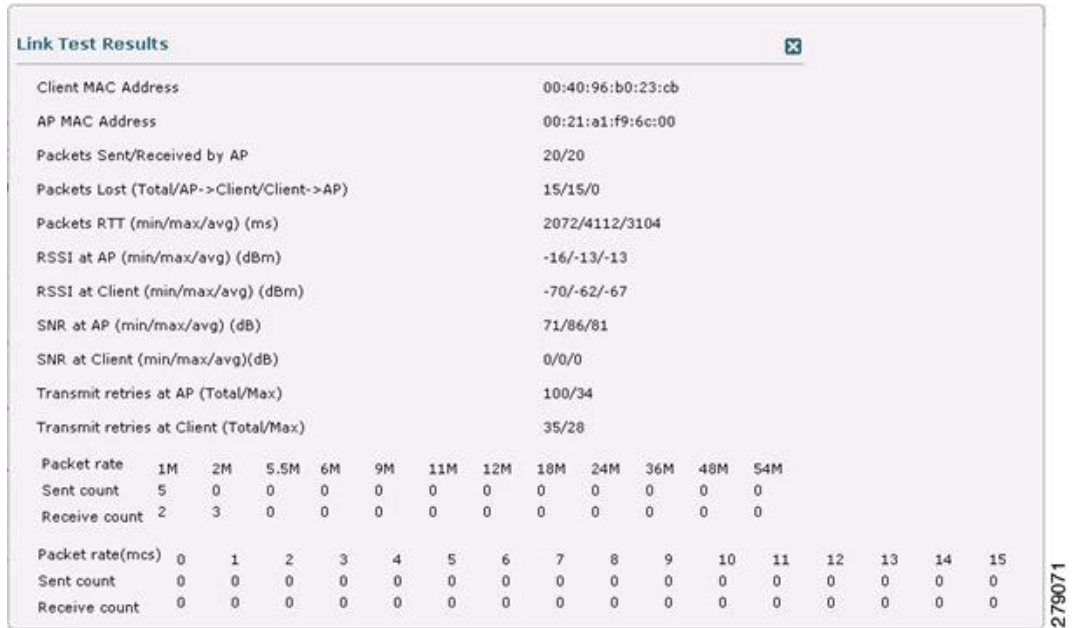 Link Test Results
Client MAC Address 00:40:96:b0:23:cb
AP MAC Address 00:21:a1:f9:6c:00
Packets Sent/Received by AP 20/20
Packets Lost (Total/AP->Client/Client->AP) 15/15/0
Packets RTT (min/max/avg) (ms) 2072/4112/3104
RSSI at AP (min/max/avg) (dBm) -16/-13/-13
RSSI at Client (min/max/avg) (dBm) -70/-62/-67
SNR at AP (min/max/avg) (dB) 71/86/81
SNR at Client (min/max/avg)(dB) 0/0/0
Transmit retries at AP (Total/Max) 100/34
Transmit retries at Client (Total/Max) 35/28
Packet rate 1M 2M 5.5M 6M 9M 11M 12M 18M 24M 36M 48M 54M
Sent count 5 0 0 0 0 0 0 0 0 0 0 0
Receive count 2 3 0 0 0 0 0 0 0 0 0 0
Packet rate(mcs) 0 1 2 3 4 5 6 7 8 9 10 11 12 13 14 15
Sent count 0 0 0 0 0 0 0 0 0 0 0 0 0 0 0 0
Receive count 0 0 0 0 0 0 0 0 0 0 0 0 0 0 0 0
279071